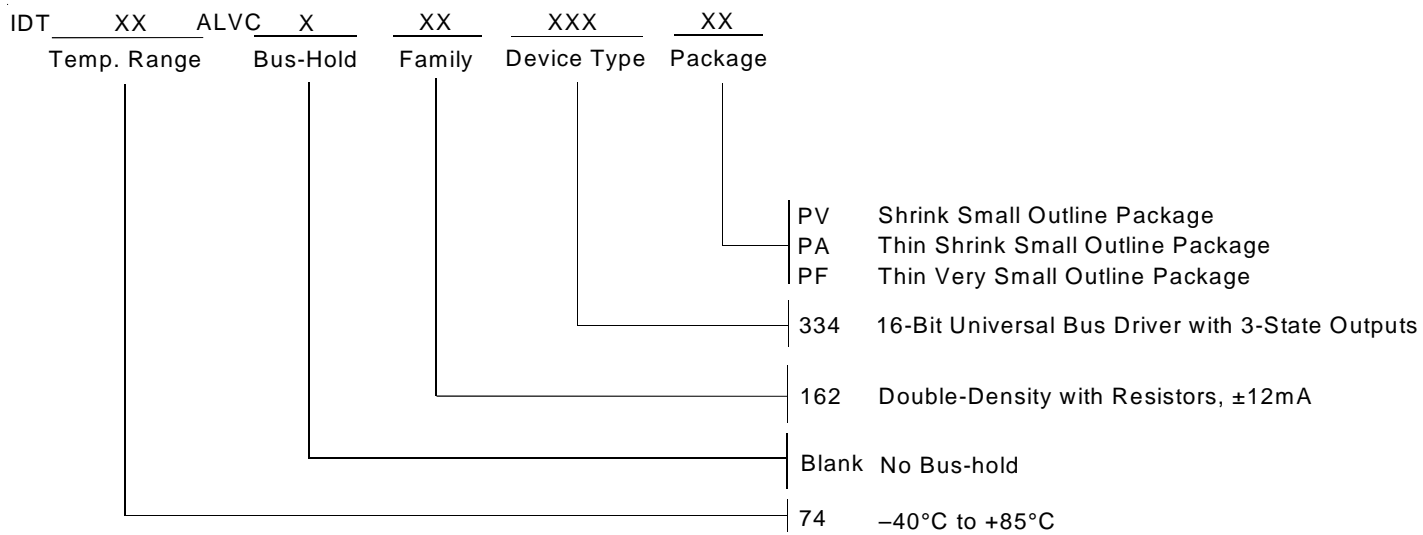 IDT XX ALVC X XX XXX XX
Temp. Range Bus-Hold Family Device Type Package
PV Shrink Small Outline Package
PA Thin Shrink Small Outline Package
PF Thin Very Small Outline Package
334 16-Bit Universal Bus Driver with 3-State Outputs
162 Double-Density with Resistors, ±12mA
Blank No Bus-hold
74 –40°C to +85°C